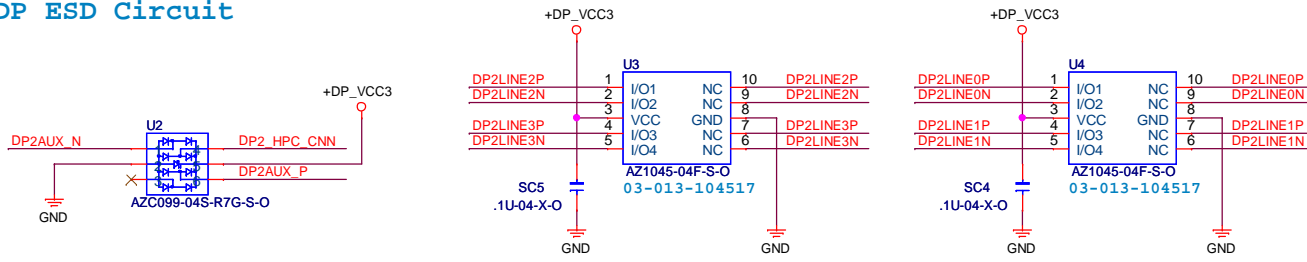 DP ESD Circuit
+DP_VCC3
U2
DP2AUX_N
DP2_HPC_CNN
DP2AUX_P
AZC099-04S-R7G-S-O
GND
+DP_VCC3
U3
DP2LINE2P 1 I/O1 NC 10 DP2LINE2P
DP2LINE2N 2 I/O2 NC 9 DP2LINE2N
3 VCC GND 8
DP2LINE3P 4 I/O3 NC 7 DP2LINE3P
DP2LINE3N 5 I/O4 NC 6 DP2LINE3N
AZ1045-04F-S-O
03-013-104517
SC5
.1U-04-X-O
GND
GND
+DP_VCC3
U4
DP2LINE0P 1 I/O1 NC 10 DP2LINE0P
DP2LINE0N 2 I/O2 NC 9 DP2LINE0N
3 VCC GND 8
DP2LINE1P 4 I/O3 NC 7 DP2LINE1P
DP2LINE1N 5 I/O4 NC 6 DP2LINE1N
AZ1045-04F-S-O
03-013-104517
SC4
.1U-04-X-O
GND
GND